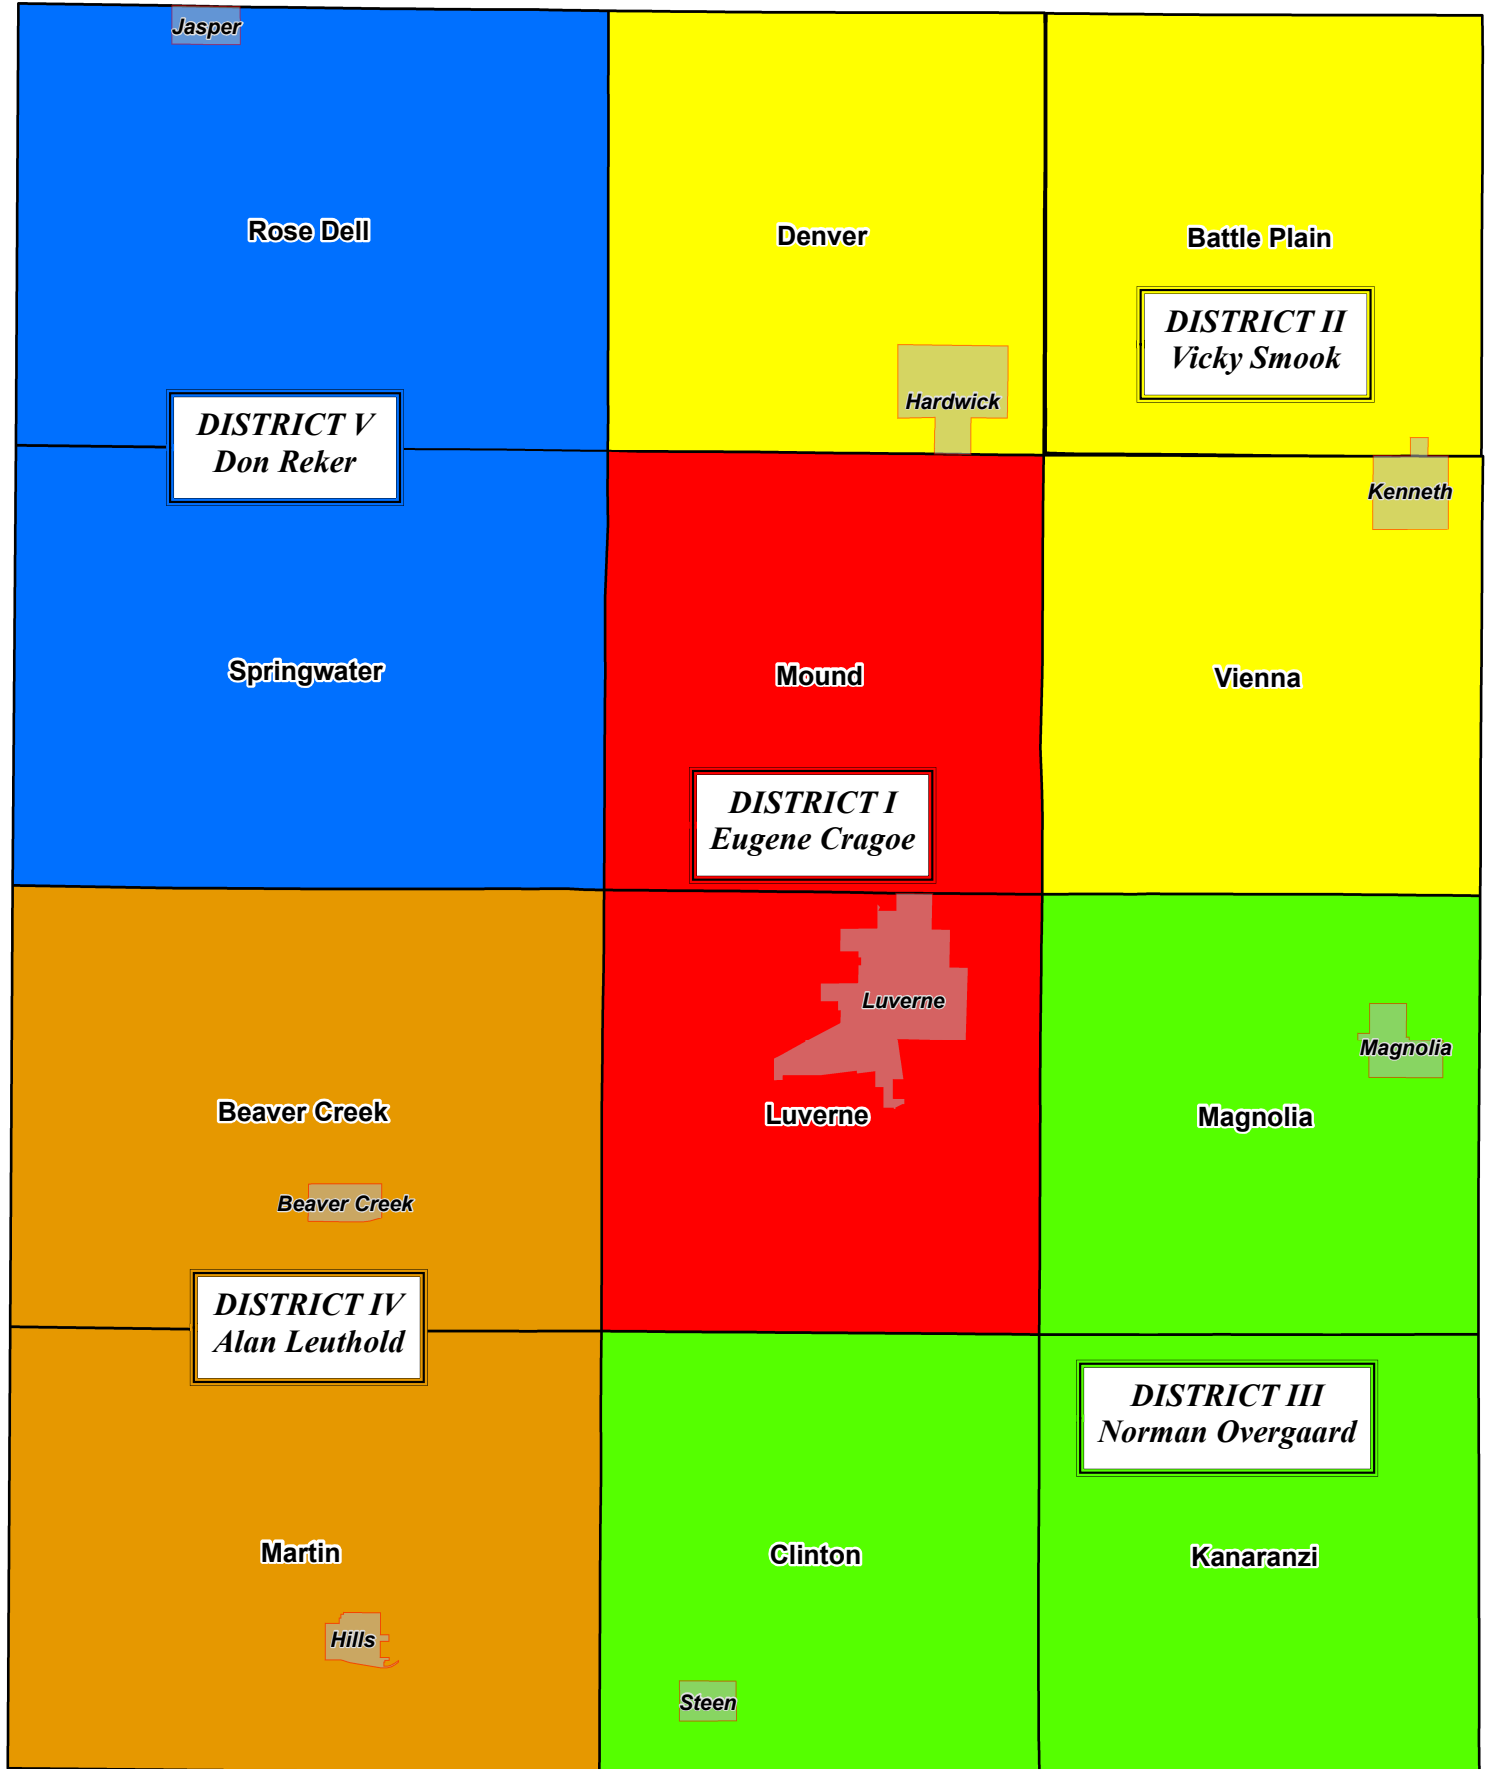 Jasper
Rose Dell
Denver
Battle Plain
DISTRICT II
Vicky Smook
Hardwick
DISTRICT V
Don Reker
Kenneth
Springwater
Mound
Vienna
DISTRICT I
Eugene Cragoe
Luverne
Magnolia
Beaver Creek
Luverne
Magnolia
Beaver Creek
DISTRICT IV
Alan Leuthold
DISTRICT III
Norman Overgaard
Martin
Clinton
Kanaranzi
Hills
Steen